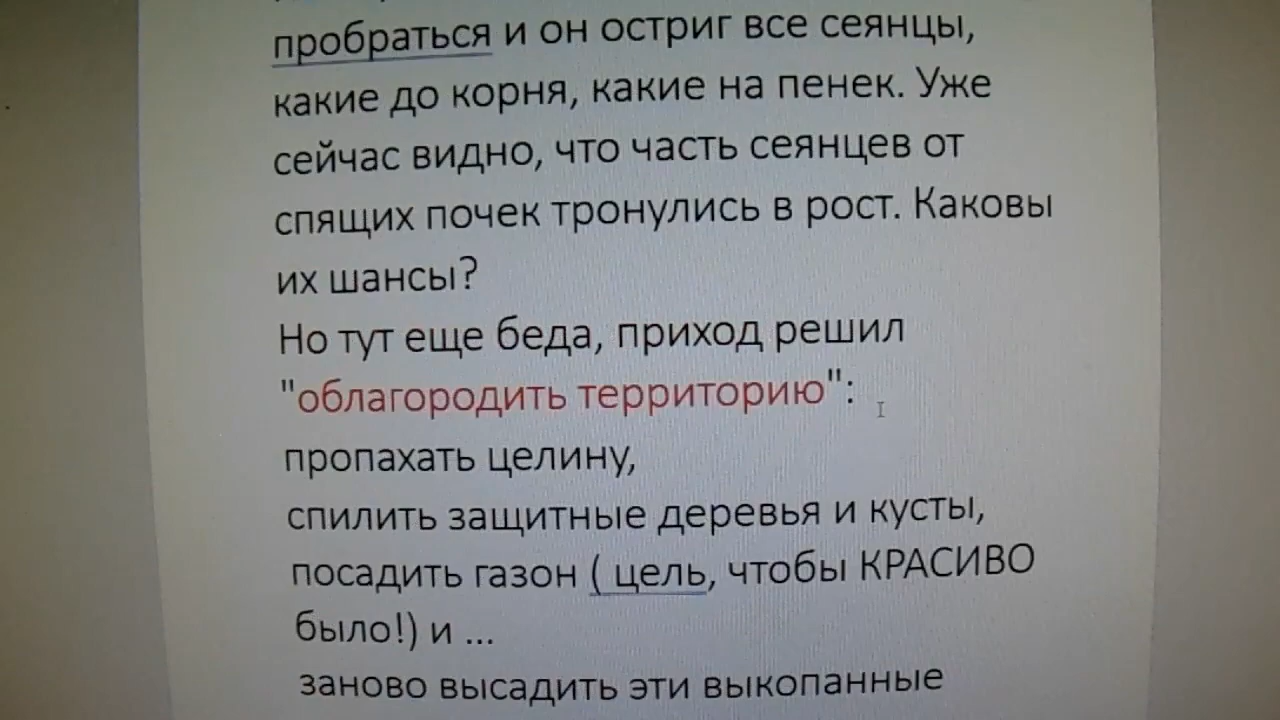 пробраться и он остриг все сеянцы,
какие до корня, какие на пенек. Уже
сейчас видно, что часть сеянцев от
спящих почек тронулись в рост. Каковы
их шансы?
Но тут еще беда, приход решил
"облагородить территорию":
пропахать целину,
спилить защитные деревья и кусты,
посадить газон ( цель, чтобы КРАСИВО
было!) и ...
заново высадить эти выкопанные